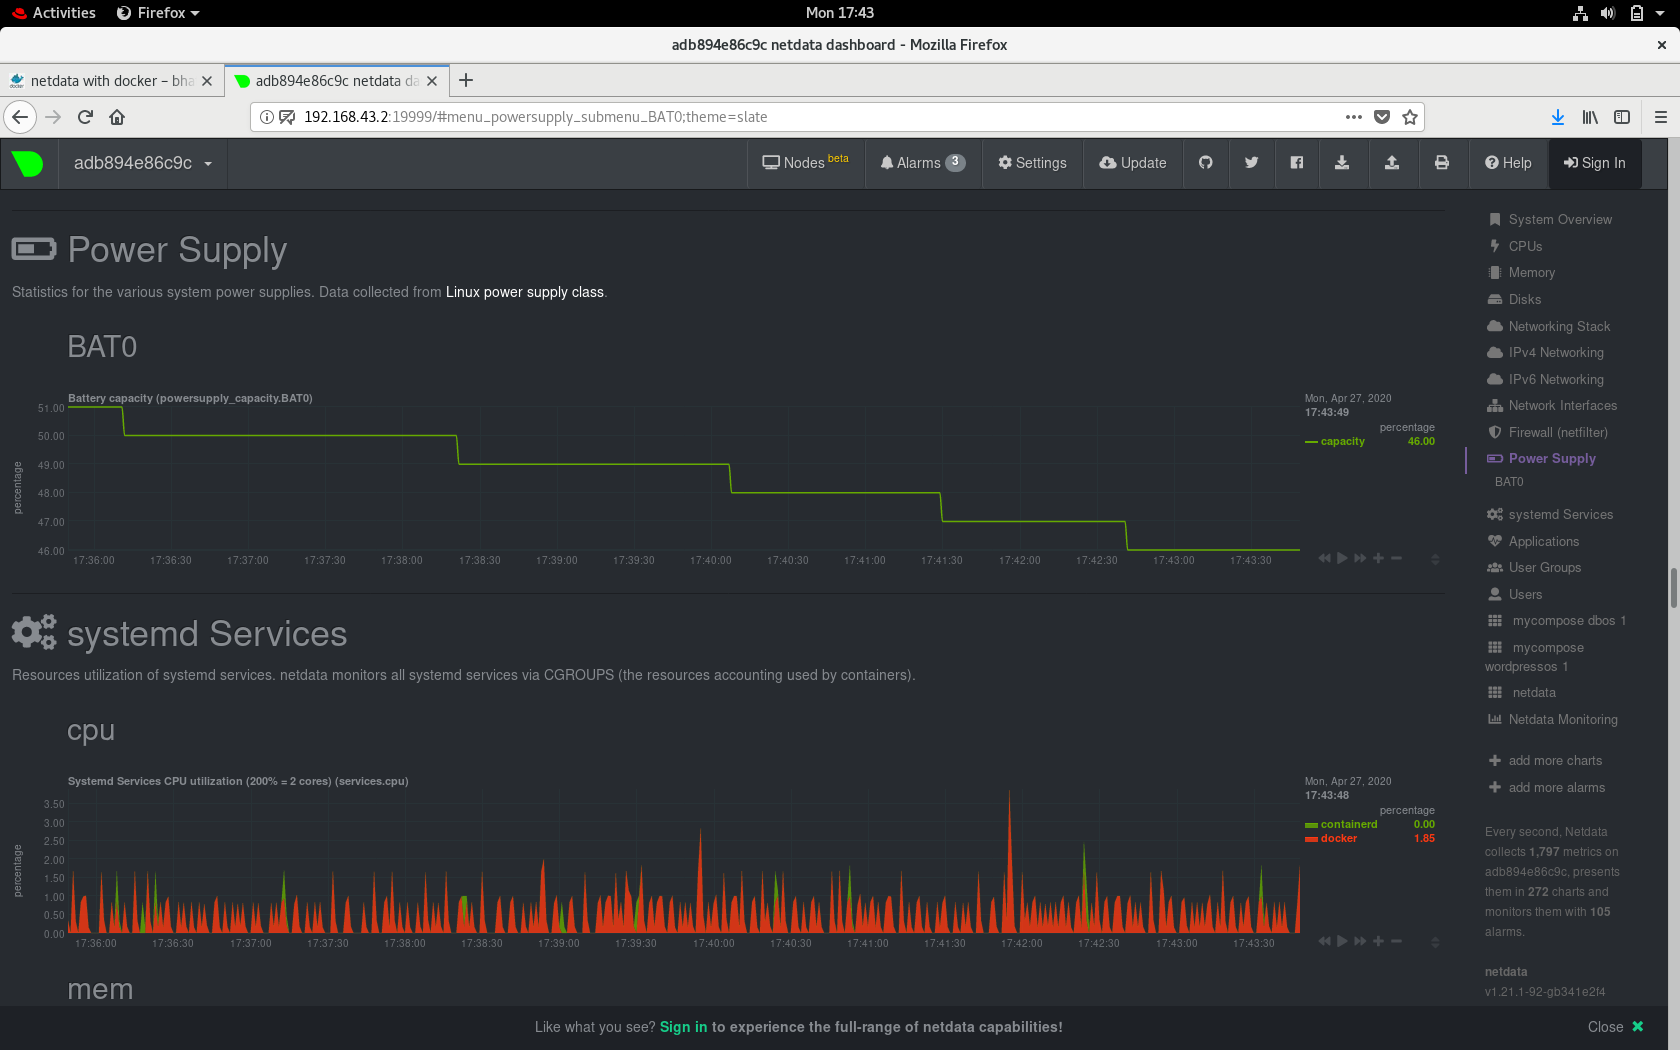 Activities Firefox Mon 17:43
adb894e86c9c netdata dashboard - Mozilla Firefox
netdata with docker – bha adb894e86c9c netdata da
192.168.43.2:19999/#menu_powersupply_submenu_BAT0;theme=slate
adb894e86c9c Nodes beta Alarms 3 Settings Update Help Sign In
Power Supply
Statistics for the various system power supplies. Data collected from Linux power supply class.
BAT0
Battery capacity (powersupply_capacity.BAT0)
percentage
51.00
50.00
49.00
48.00
47.00
46.00
17:36:00 17:36:30 17:37:00 17:37:30 17:38:00 17:38:30 17:39:00 17:39:30 17:40:00 17:40:30 17:41:00 17:41:30 17:42:00 17:42:30 17:43:00 17:43:30
Mon, Apr 27, 2020
17:43:49
percentage
capacity 46.00
systemd Services
Resources utilization of systemd services. netdata monitors all systemd services via CGROUPS (the resources accounting used by containers).
cpu
Systemd Services CPU utilization (200% = 2 cores) (services.cpu)
percentage
3.50
3.00
2.50
2.00
1.50
1.00
0.50
0.00
17:36:00 17:36:30 17:37:00 17:37:30 17:38:00 17:38:30 17:39:00 17:39:30 17:40:00 17:40:30 17:41:00 17:41:30 17:42:00 17:42:30 17:43:00 17:43:30
Mon, Apr 27, 2020
17:43:48
percentage
containerd 0.00
docker 1.85
mem
System Overview
CPUs
Memory
Disks
Networking Stack
IPv4 Networking
IPv6 Networking
Network Interfaces
Firewall (netfilter)
Power Supply
BAT0
systemd Services
Applications
User Groups
Users
mycompose dbos 1
mycompose
wordpressos 1
netdata
Netdata Monitoring
add more charts
add more alarms
Every second, Netdata
collects 1,797 metrics on
adb894e86c9c, presents
them in 272 charts and
monitors them with 105
alarms.
netdata
v1.21.1-92-gb341e2f4
Like what you see? Sign in to experience the full-range of netdata capabilities!
Close